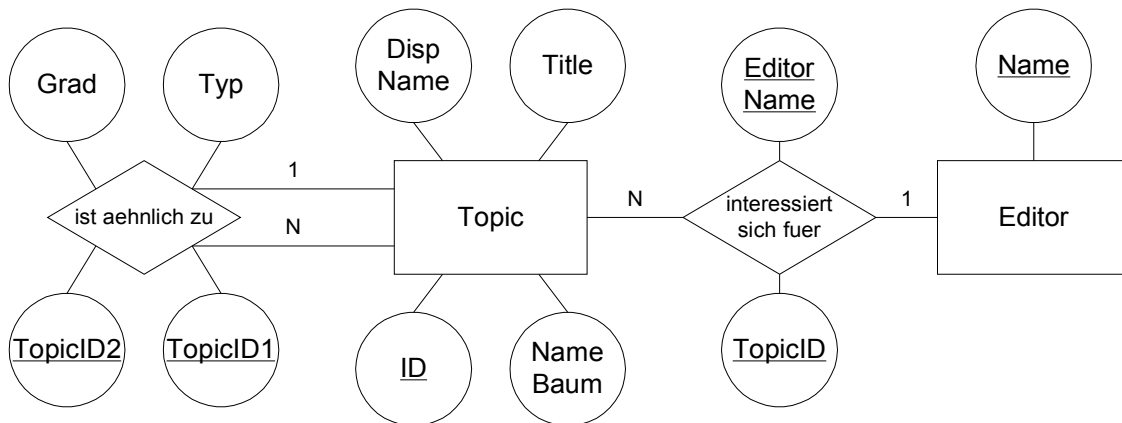 Grad
Typ
Disp
Name
Title
Editor
Name
Name
ist aehnlich zu
1
N
Topic
N
interessiert
sich fuer
1
Editor
TopicID2
TopicID1
ID
Name
Baum
TopicID